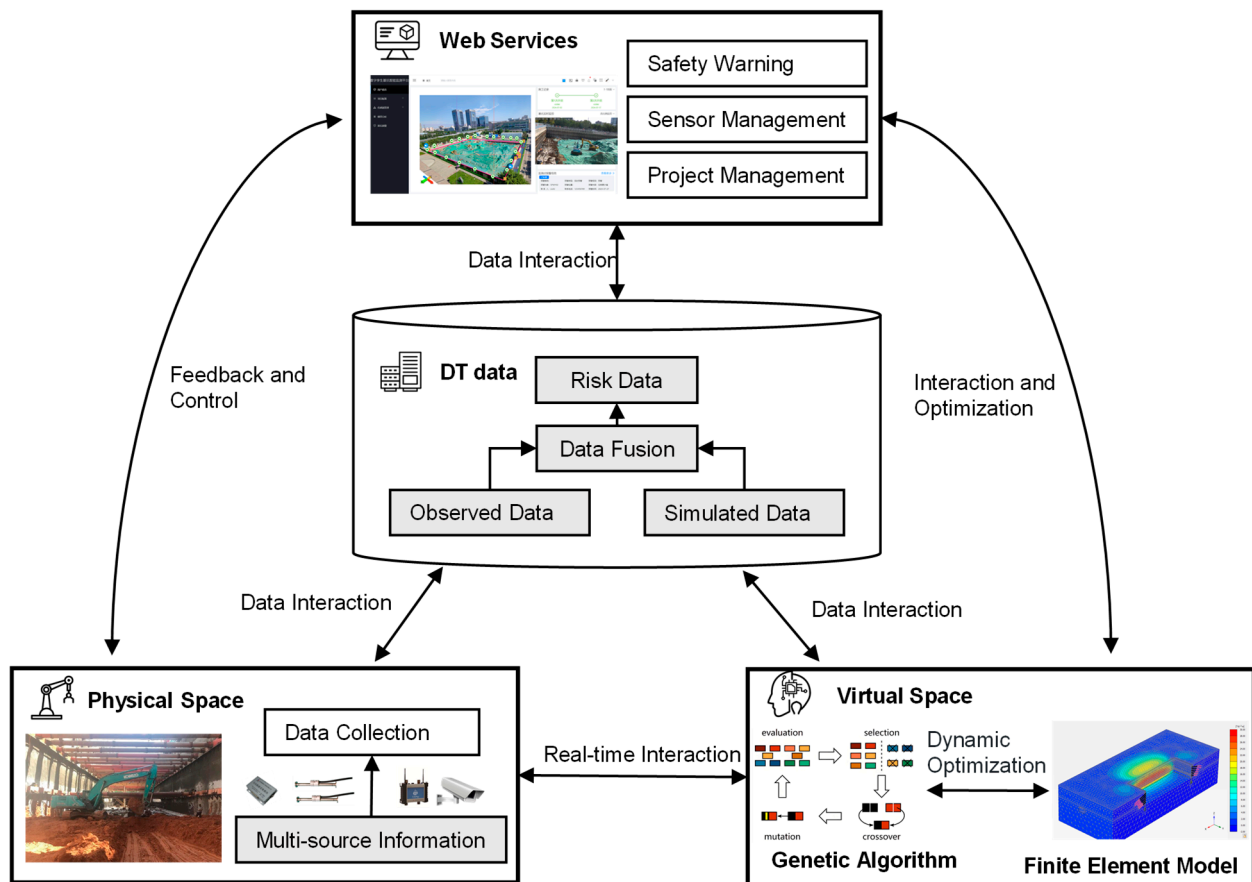 Web Services
Safety Warning
Sensor Management
Project Management
Data Interaction
DT data
Risk Data
Data Fusion
Observed Data
Simulated Data
Feedback and
Control
Interaction and
Optimization
Data Interaction
Data Interaction
Physical Space
Data Collection
Multi-source Information
Real-time Interaction
Virtual Space
evaluation
selection
mutation
crossover
Genetic Algorithm
Dynamic
Optimization
Finite Element Model